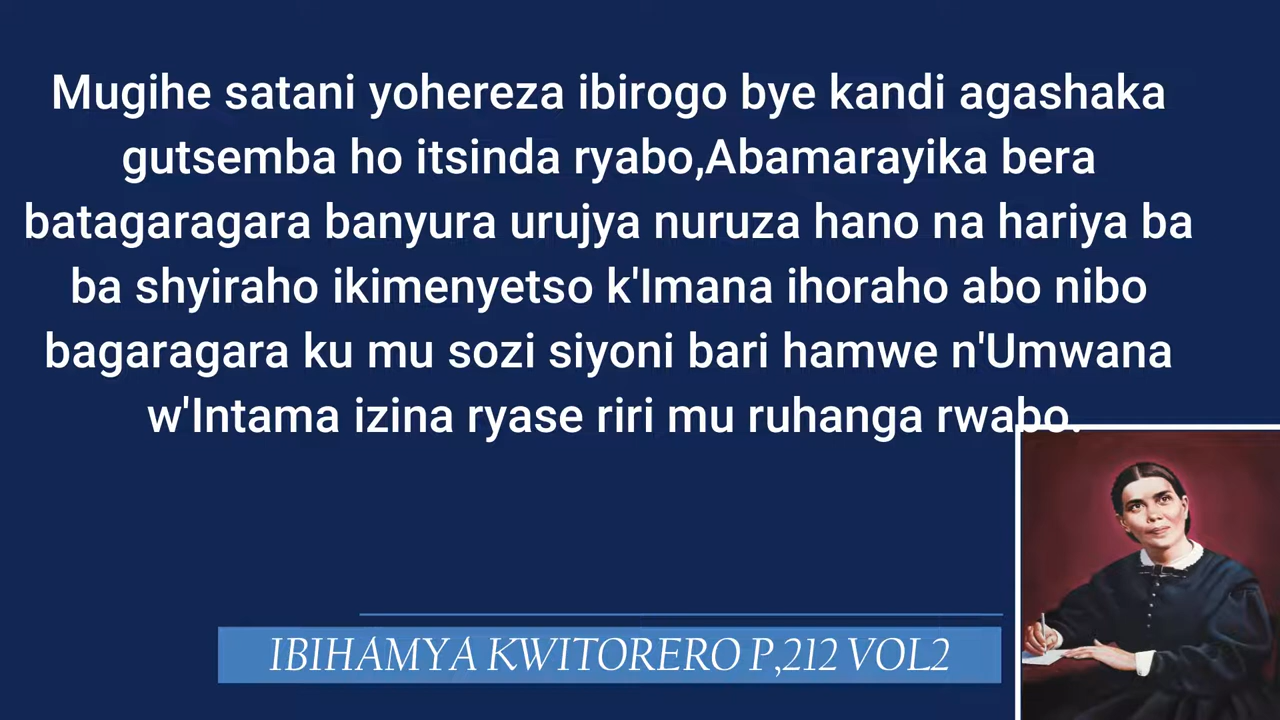 Mugihe satani yohereza ibirogo bye kandi agashaka
gutsemba ho itsinda ryabo,Abamarayika bera
batagaragara banyura urujya nuruza hano na hariya ba
ba shyiraho ikimenyetso k'Imana ihoraho abo nibo
bagaragara ku mu sozi siyoni bari hamwe n'Umwana
w'Intama izina ryase riri mu ruhanga rwabo.
IBIHAMYA KWITORERO P,212 VOL2